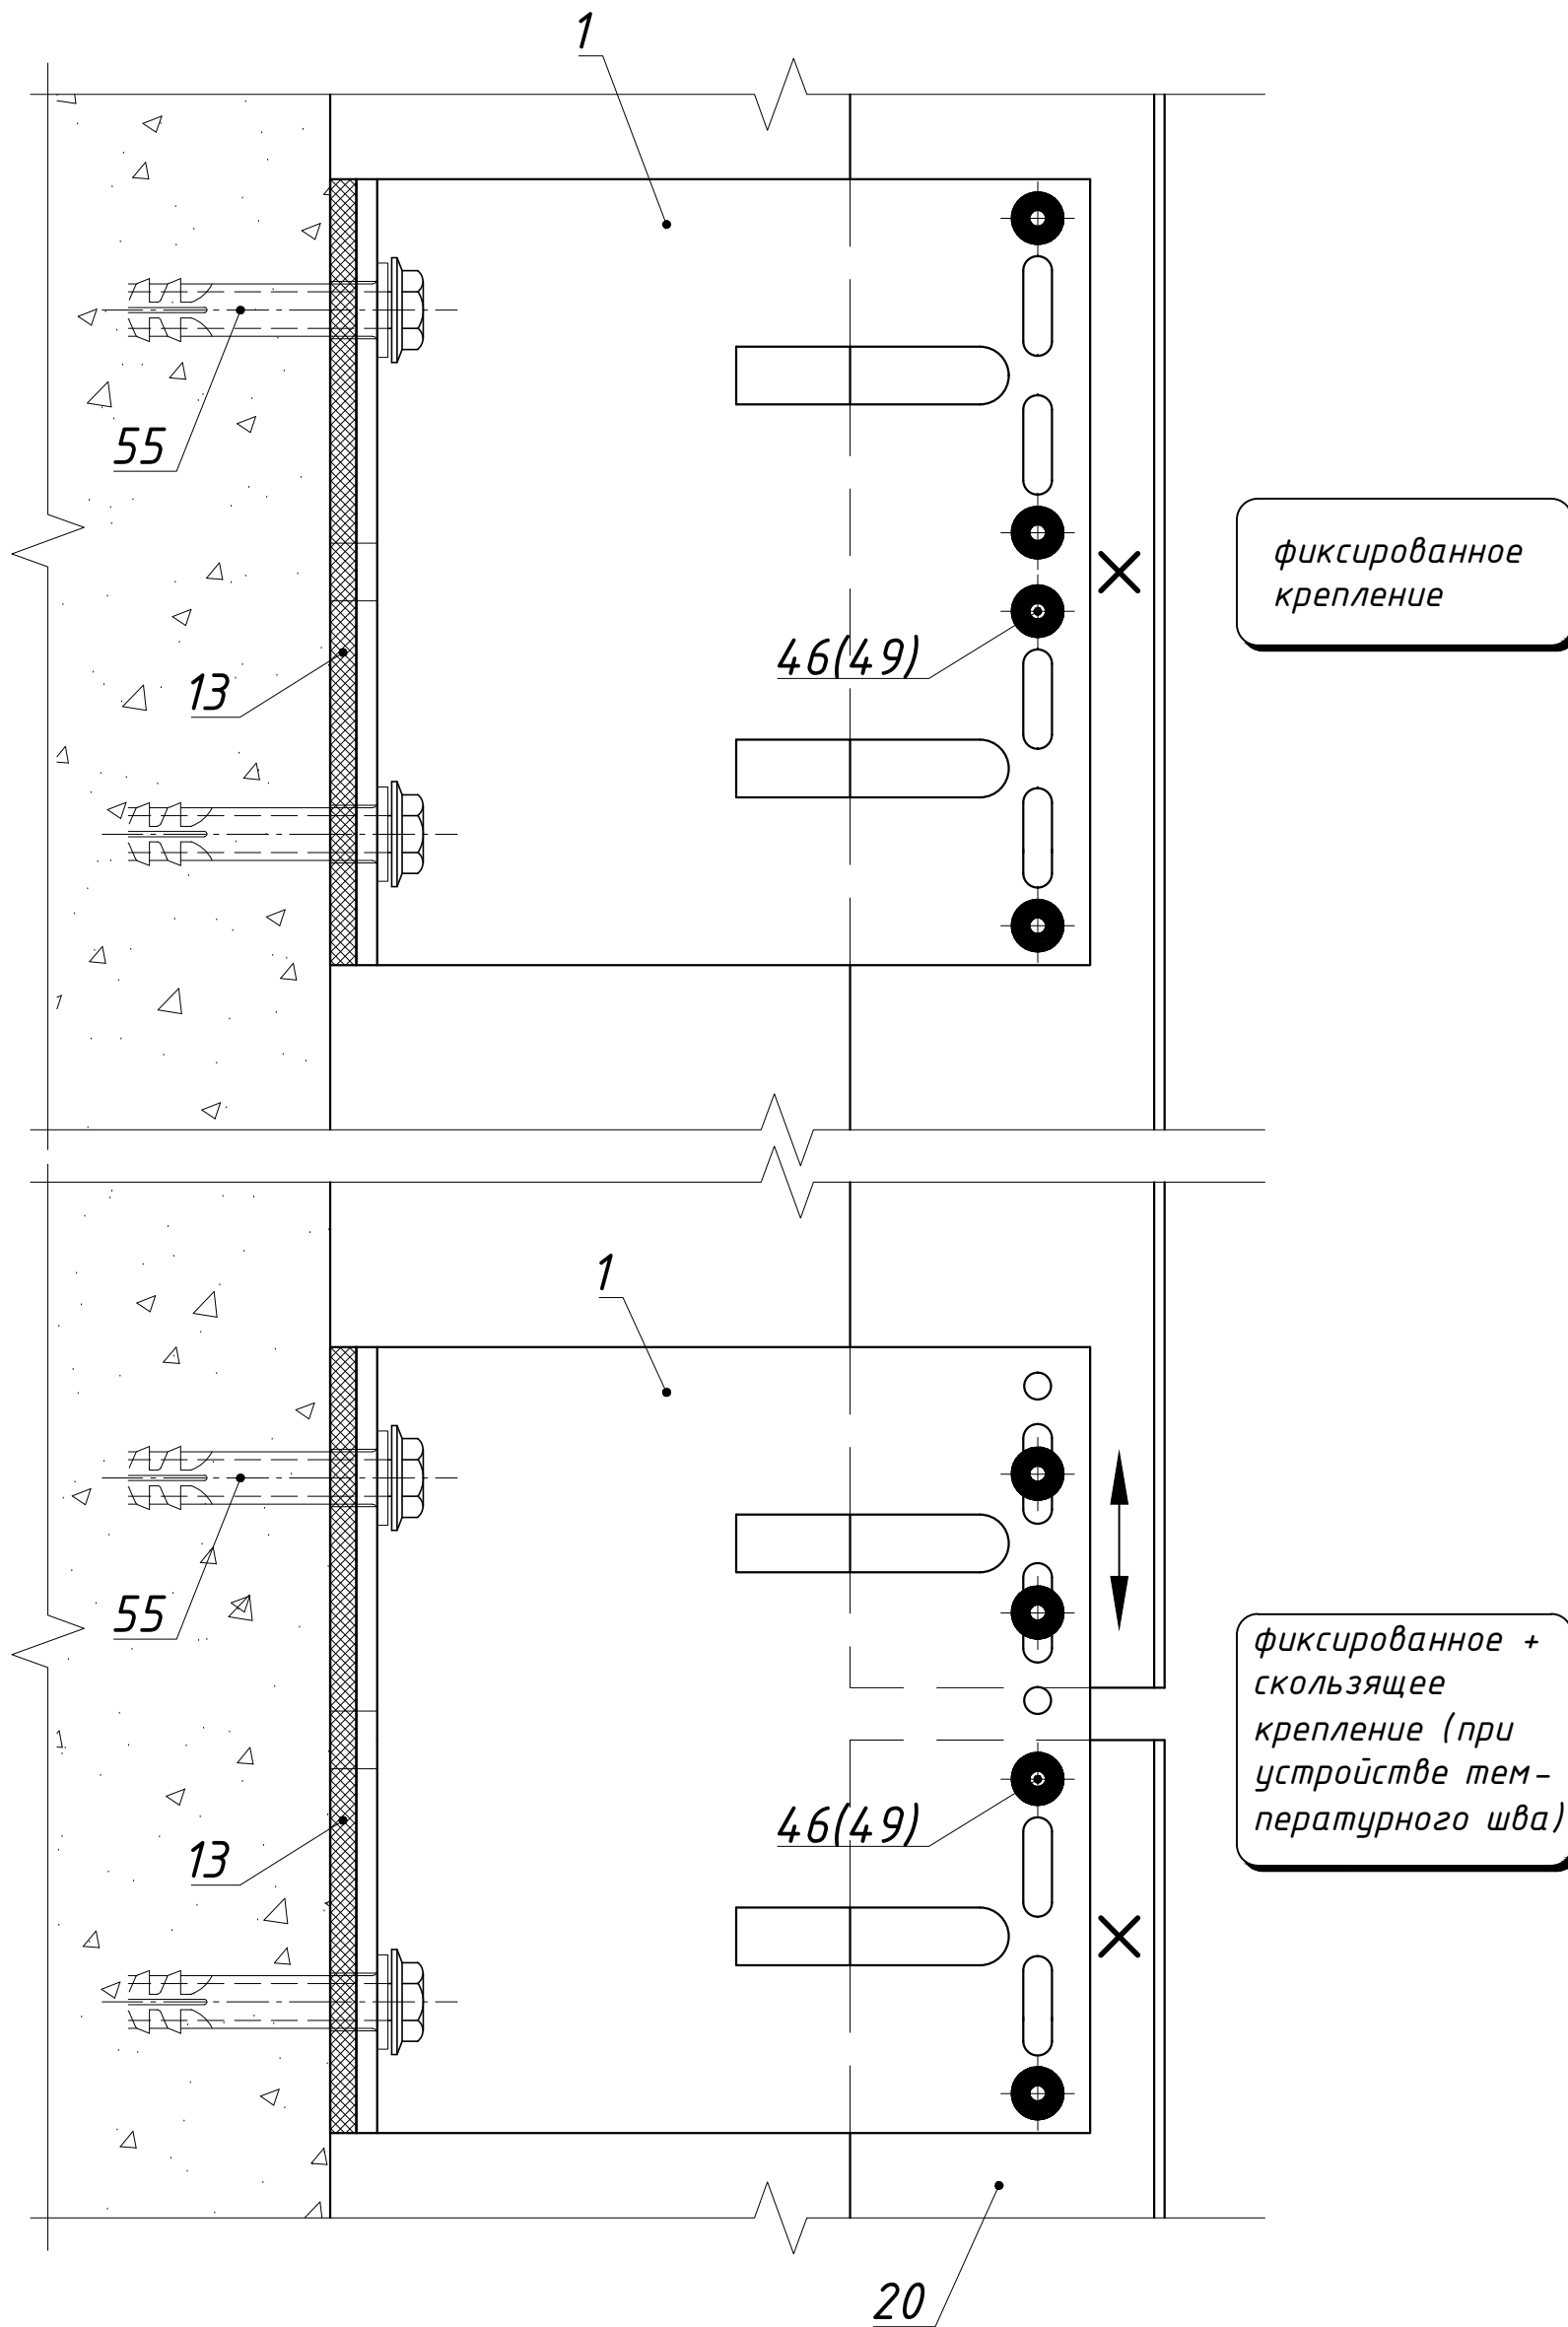 1
55
фиксированное
крепление
46(49)
13
1
55
фиксированное +
скользящее
крепление (при
устройстве тем-
пературного шва)
46(49)
13
20